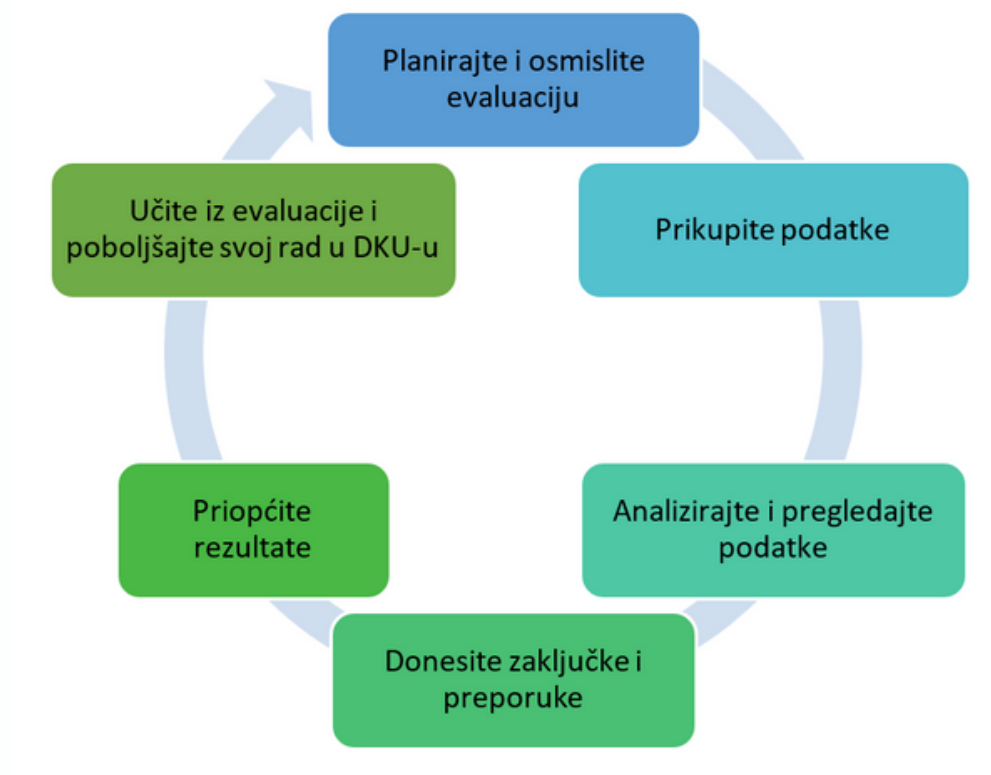 Planirajte i osmislite
evaluaciju
Prikupite podatke
Analizirajte i pregledajte
podatke
Donesite zaključke i
preporuke
Priopćite
rezultate
Učite iz evaluacije i
poboljšajte svoj rad u DKU-u